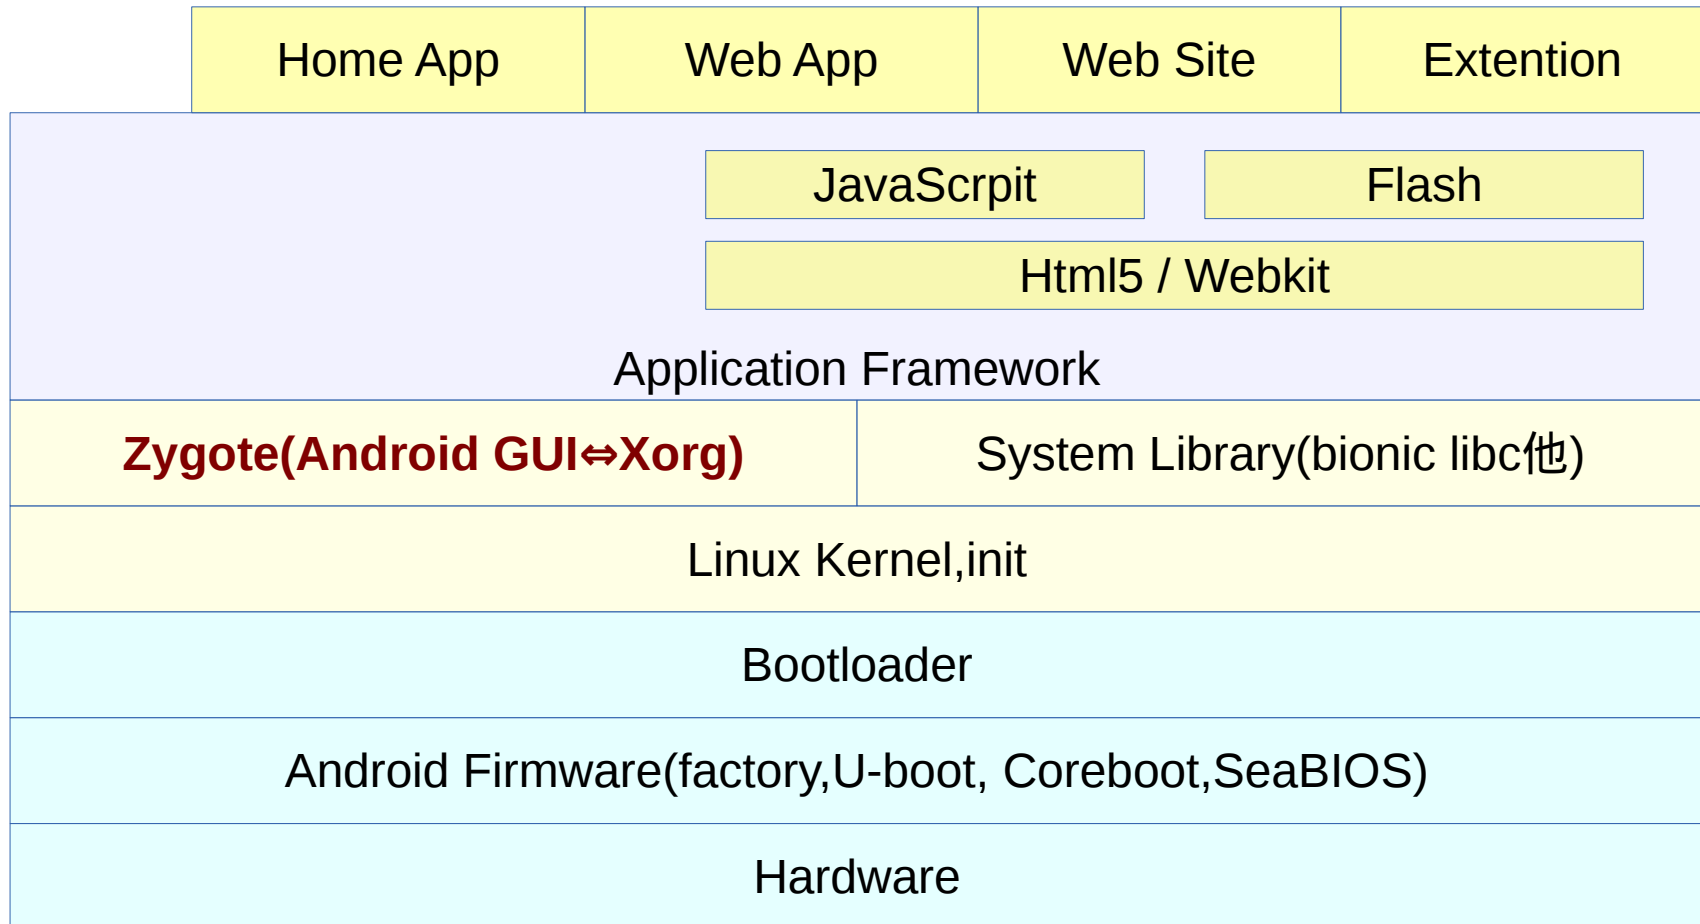 Home App
Web App
Web Site
Extention
JavaScrpit
Flash
Html5 / Webkit
Application Framework
Zygote(Android GUI⇔Xorg)
System Library(bionic libc他)
Linux Kernel,init
Bootloader
Android Firmware(factory,U-boot, Coreboot,SeaBIOS)
Hardware